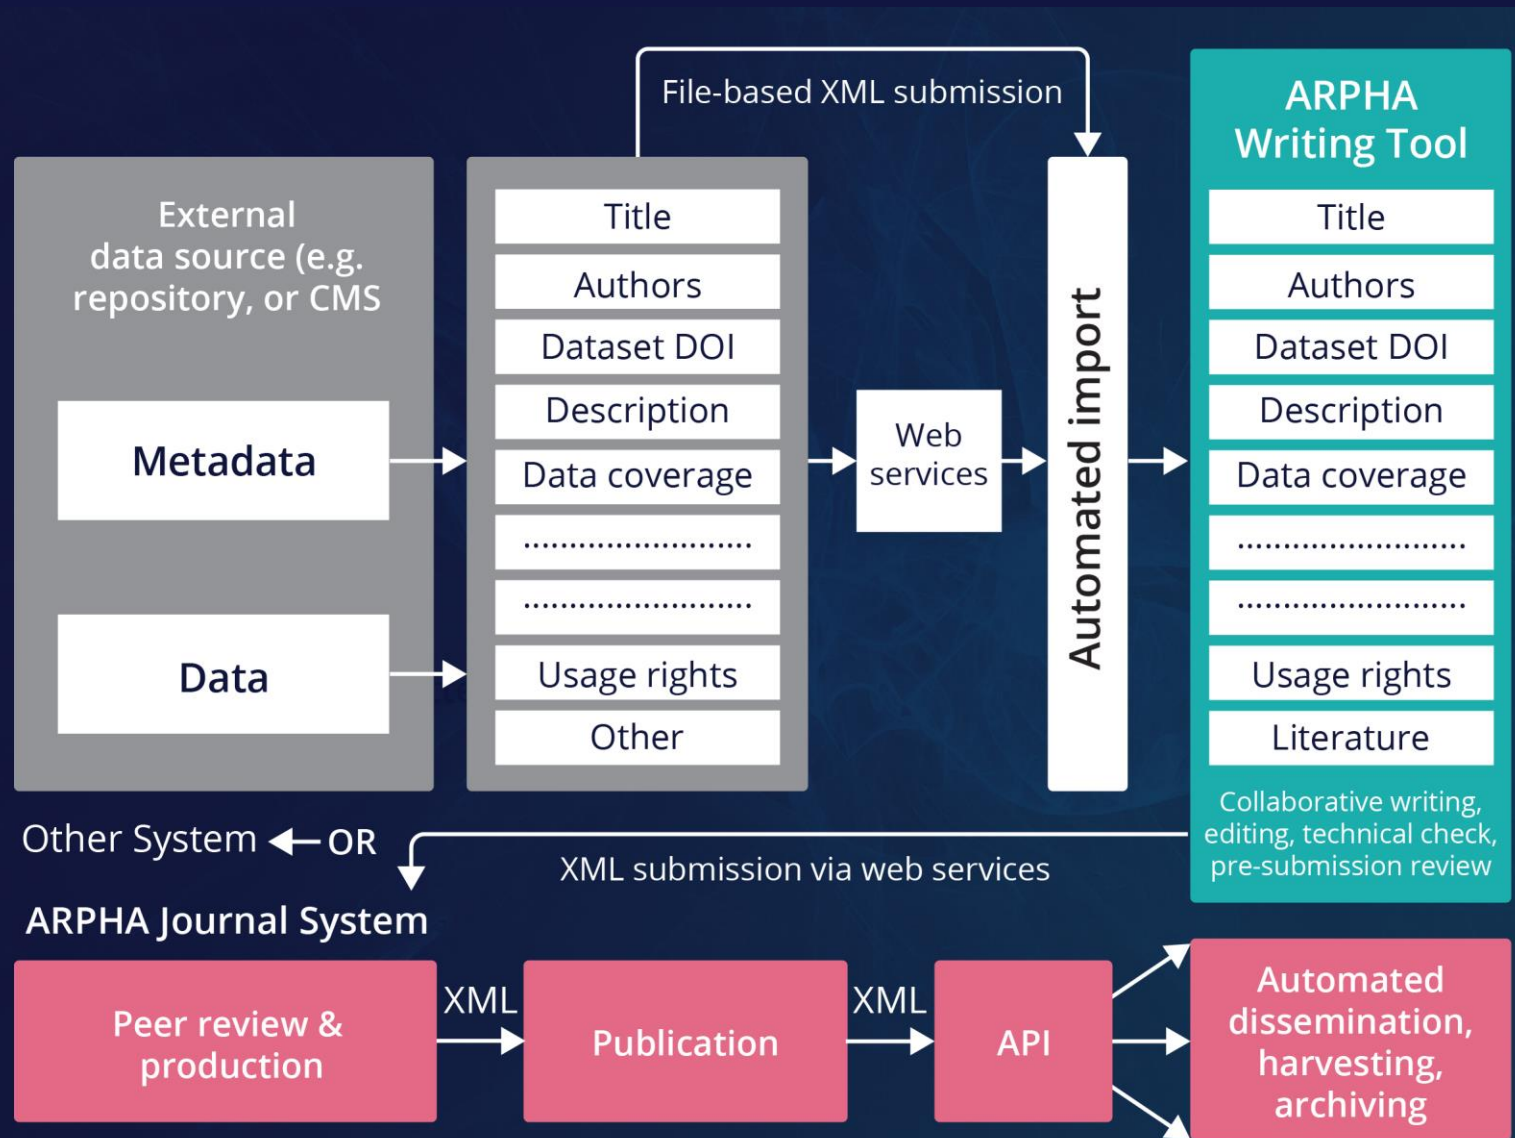 File-based XML submission
ARPHA
Writing Tool
External
data source (e.g.
repository, or CMS
Metadata
Data
Title
Authors
Dataset DOI
Description
Data coverage
.........................
.........................
Usage rights
Other
Web
services
Automated import
Title
Authors
Dataset DOI
Description
Data coverage
.........................
.........................
Usage rights
Literature
Collaborative writing,
editing, technical check,
pre-submission review
Other System
OR
XML submission via web services
ARPHA Journal System
Peer review &
production
XML
Publication
XML
API
Automated
dissemination,
harvesting,
archiving